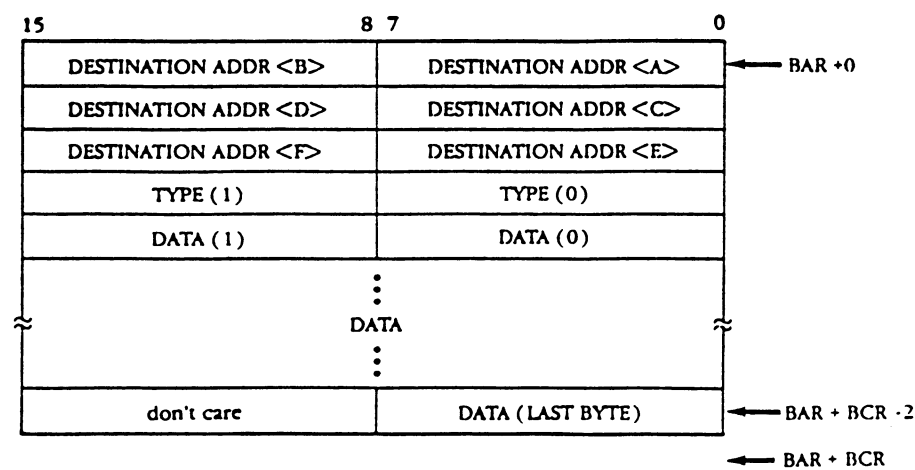 15 8 7 0
DESTINATION ADDR <B> DESTINATION ADDR <A> BAR +0
DESTINATION ADDR <D> DESTINATION ADDR <C>
DESTINATION ADDR <F> DESTINATION ADDR <E>
TYPE (1) TYPE (0)
DATA (1) DATA (0)
DATA
don't care DATA (LAST BYTE) BAR + BCR -2
BAR + BCR